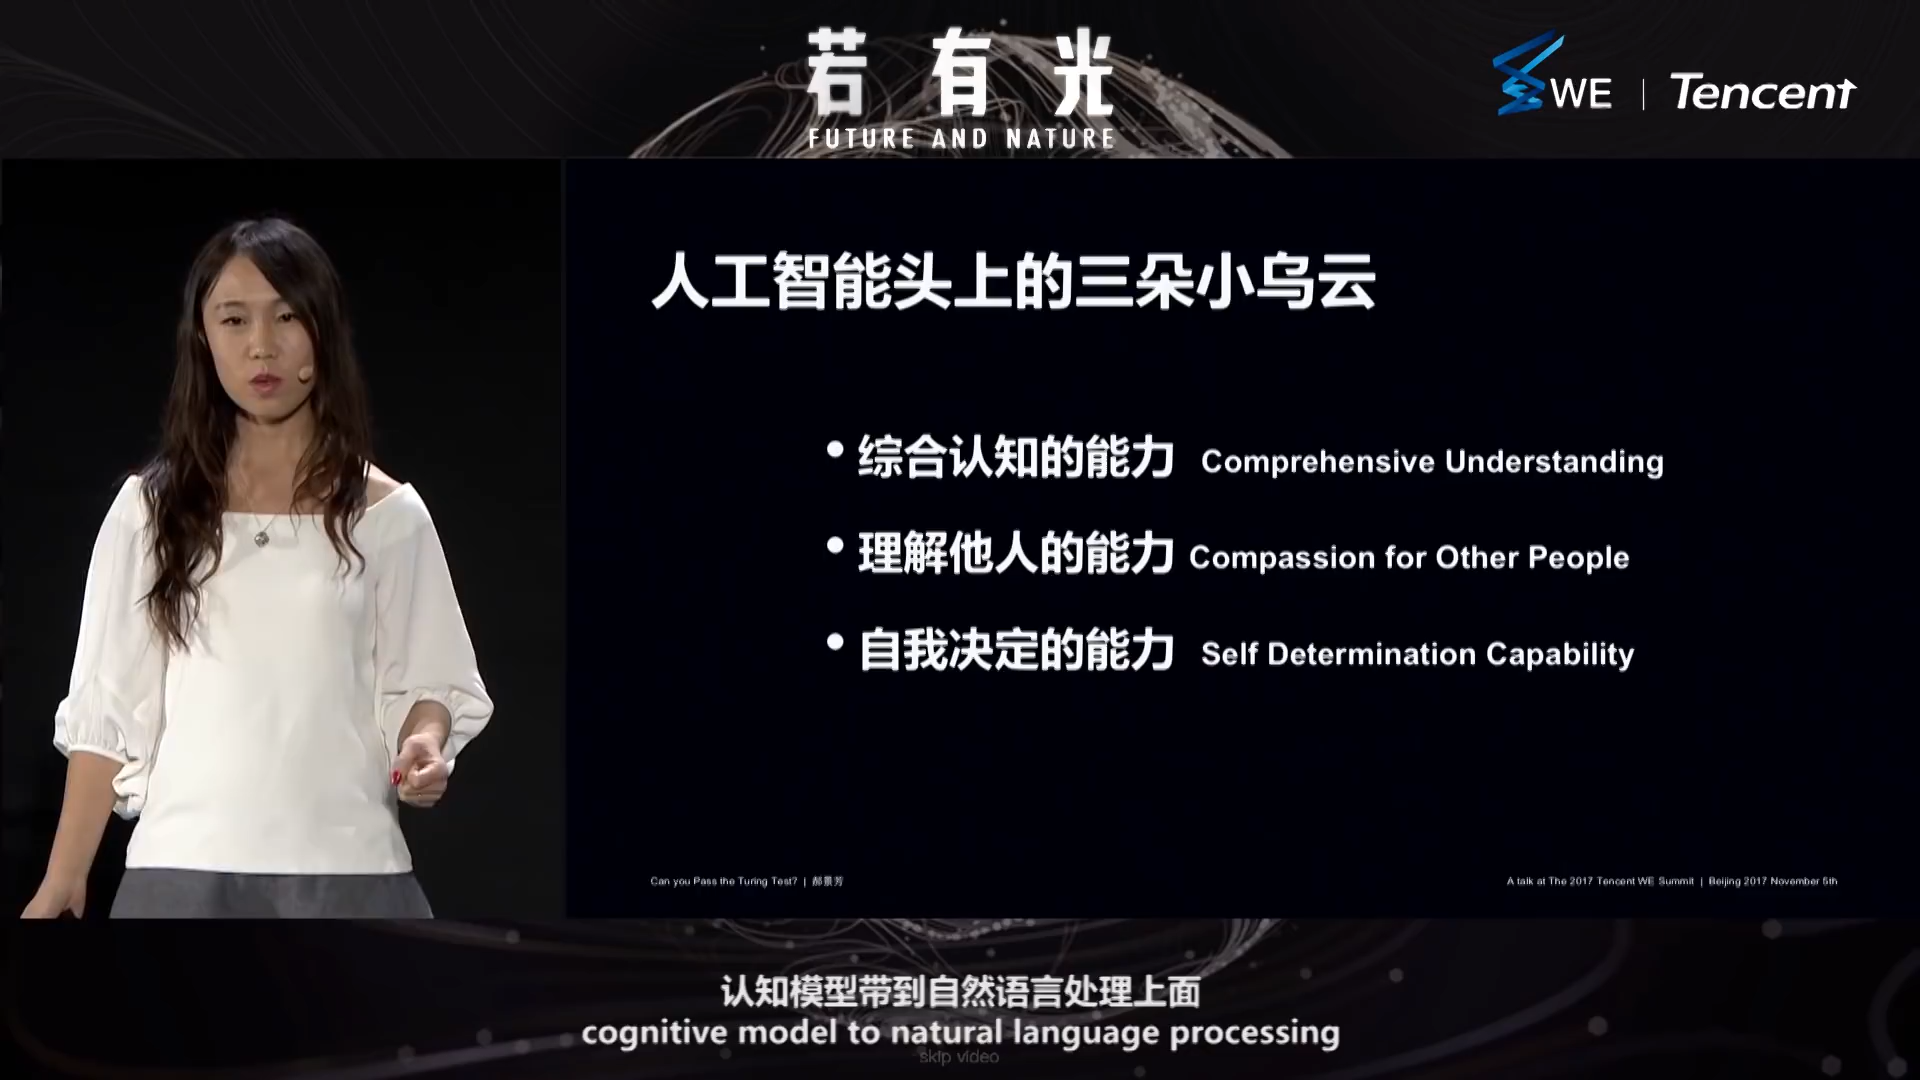 若有光
FUTURE AND NATURE
WE | Tencent
人工智能头上的三朵小乌云
• 综合认知的能力 Comprehensive Understanding
• 理解他人的能力 Compassion for Other People
• 自我决定的能力 Self Determination Capability
Can you Pass the Turing Test? | 郝景芳
A talk at The 2017 Tencent WE Summit | Beijing 2017 November 5th
认知模型带到自然语言处理上面
cognitive model to natural language processing
skip video